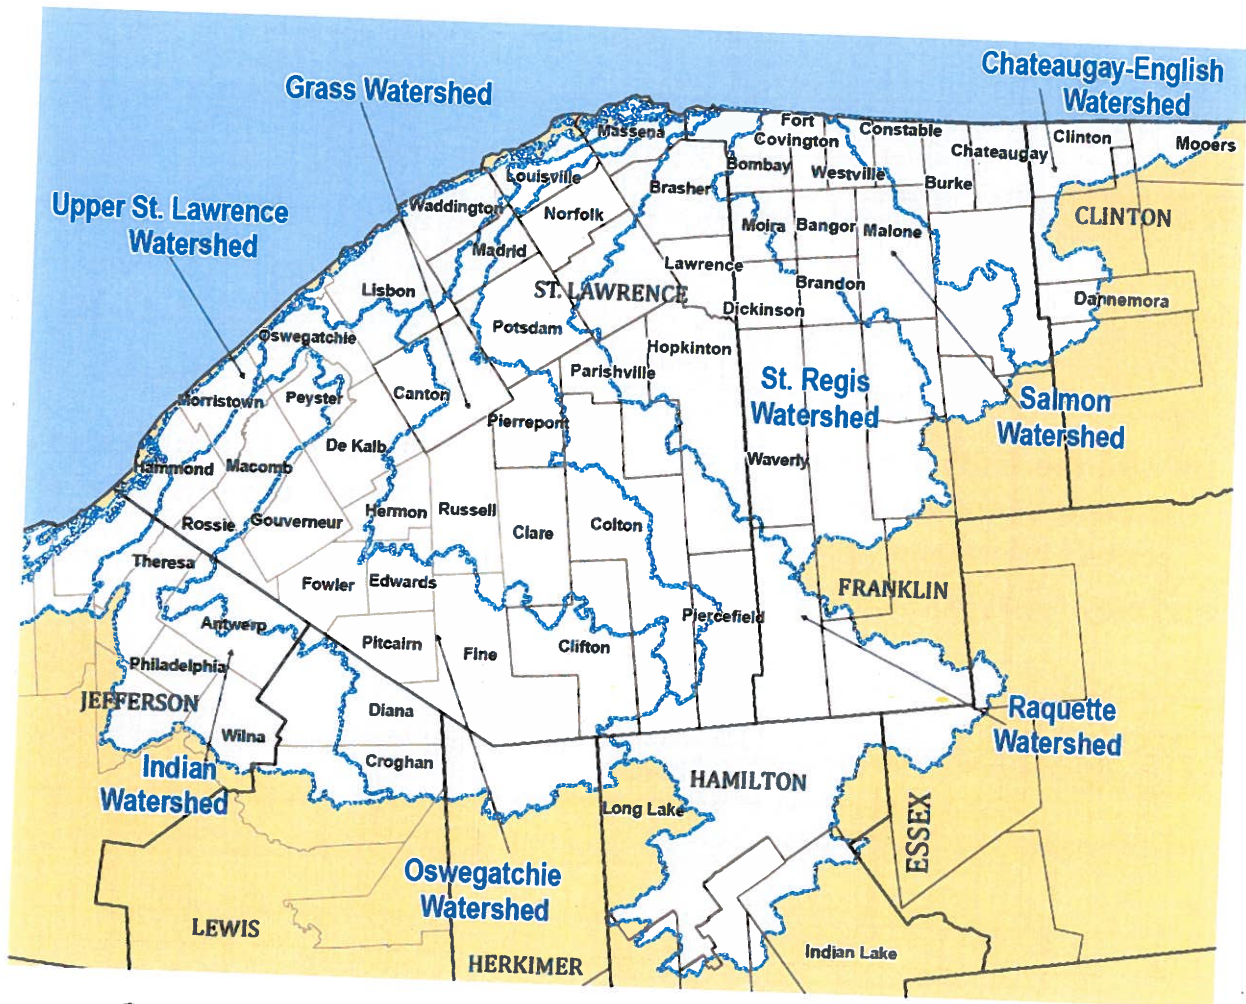 Chateaugay-English
Watershed
Grass Watershed
Upper St. Lawrence
Watershed
Massena
Fort
Covington
Constable
Clinton
Mooers
Chateaugay
Bombay
Westville
Burke
Louisville
Brasher
Waddington
Norfolk
Moira
Bangor
Malone
CLINTON
Madrid
Lawrence
Lisbon
ST. LAWRENCE
Brandon
Dannemora
Dickinson
Oswegatchie
Potsdam
Hopkinton
Parishville
St. Regis
Watershed
Salmon
Watershed
Morristown
Peyster
Canton
Pierrepont
De Kalb
Waverly
Hammond
Macomb
Rossie
Gouverneur
Hermon
Russell
Clare
Colton
Theresa
Fowler
Edwards
FRANKLIN
Antwerp
Piercefield
Pitcairn
Fine
Clifton
Philadelphia
JEFFERSON
Diana
Raquette
Watershed
Wilna
Croghan
Indian
Watershed
HAMILTON
Long Lake
ESSEX
Oswegatchie
Watershed
LEWIS
HERKIMER
Indian Lake